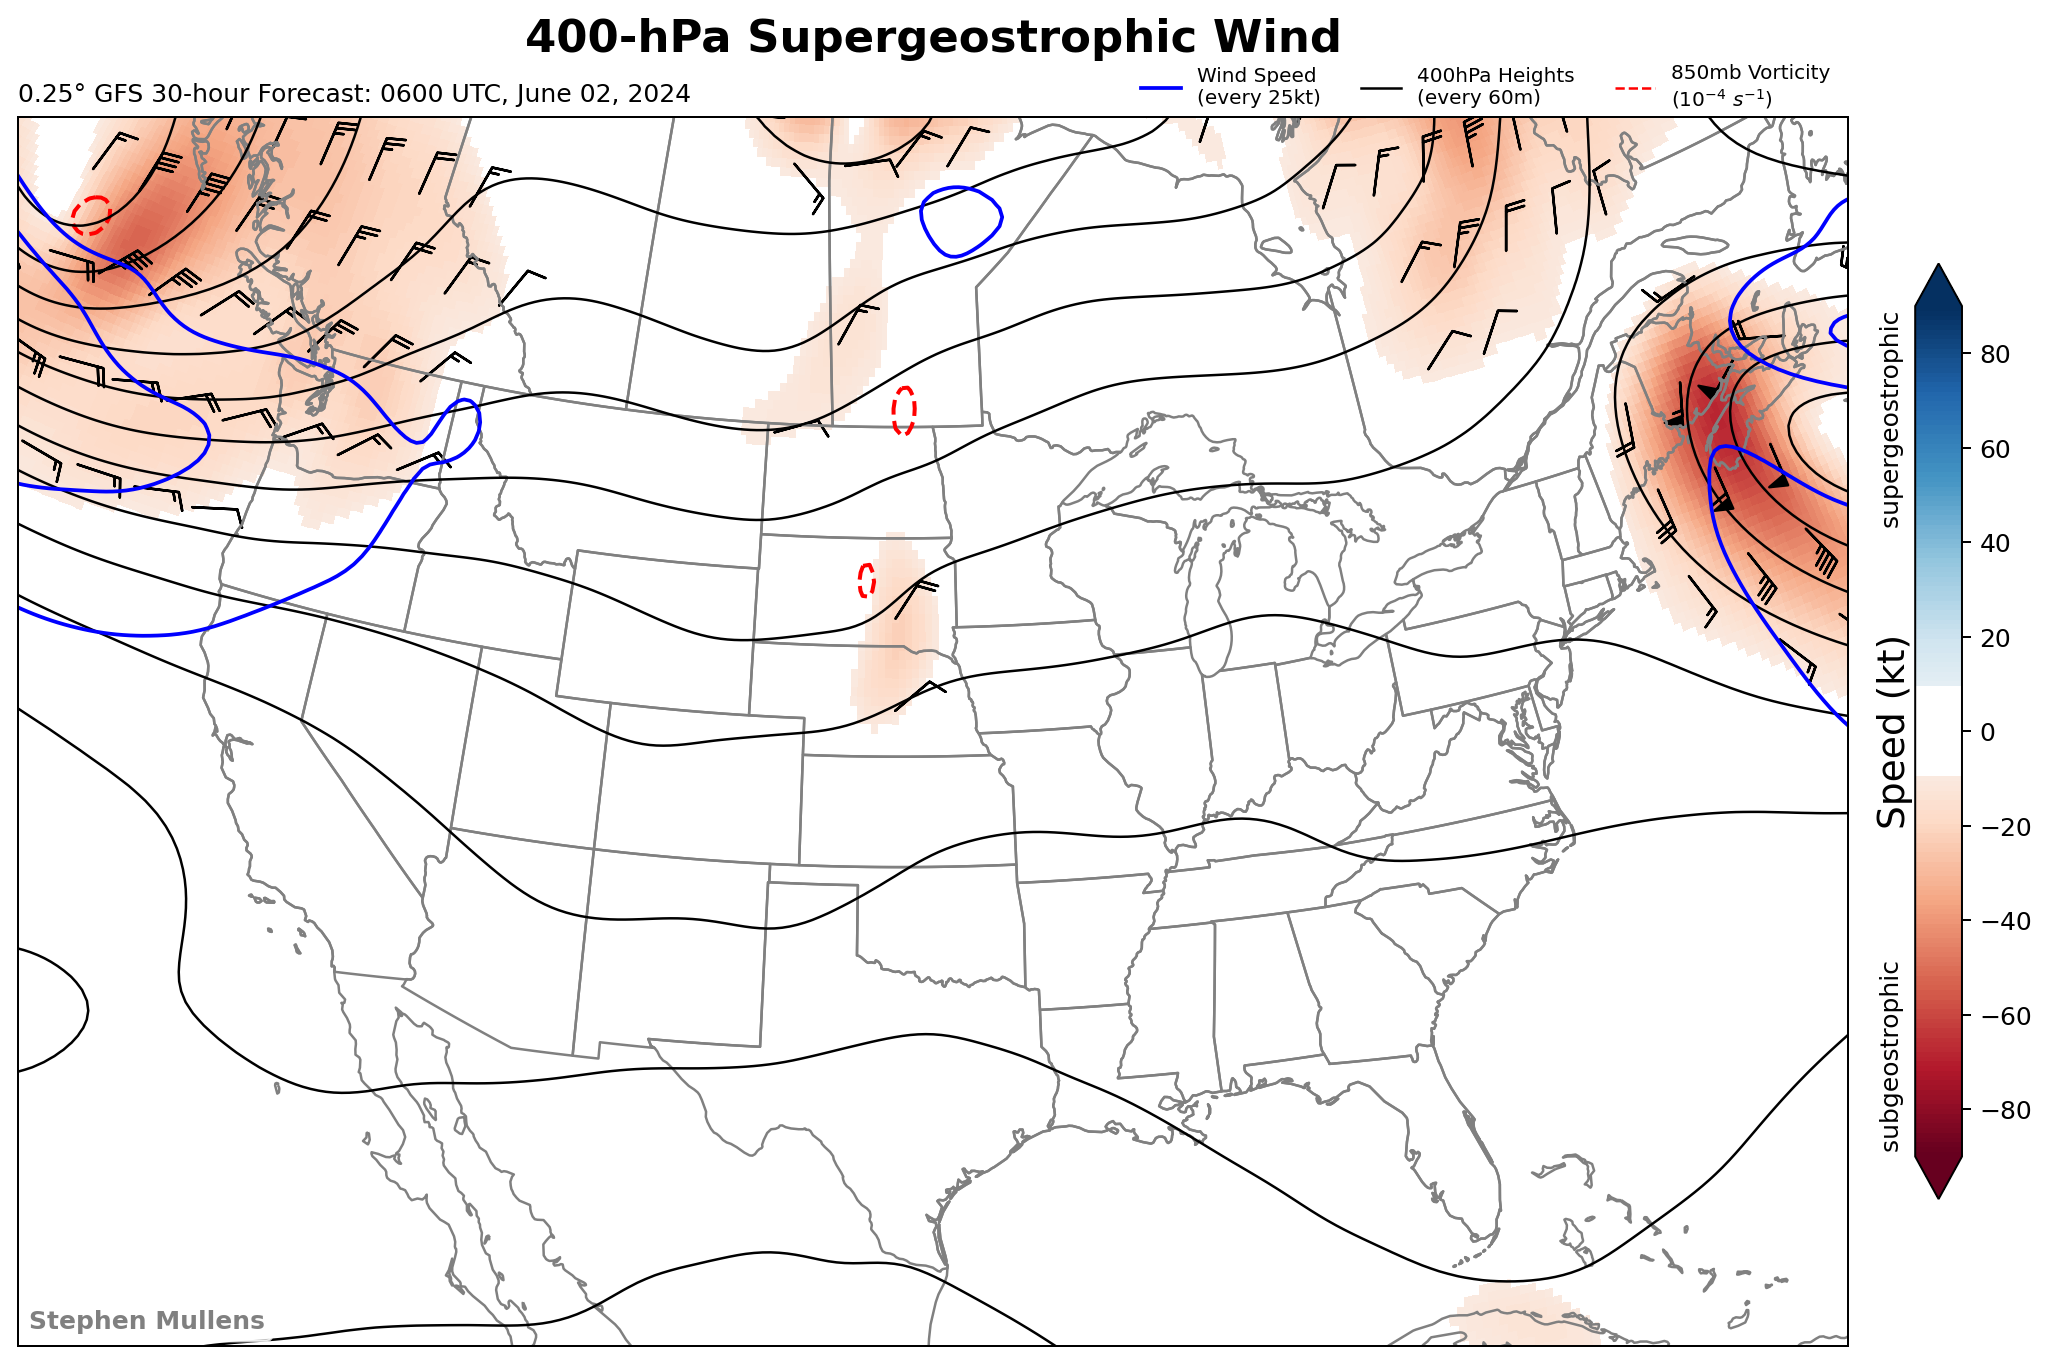 400-hPa Supergeostrophic Wind
0.25° GFS 30-hour Forecast: 0600 UTC, June 02, 2024
Wind Speed
(every 25kt)
400hPa Heights
(every 60m)
850mb Vorticity
(10⁻⁴ s⁻¹)
supergeostrophic
Speed (kt)
subgeostrophic
80
60
40
20
0
−20
−40
−60
−80
Stephen Mullens